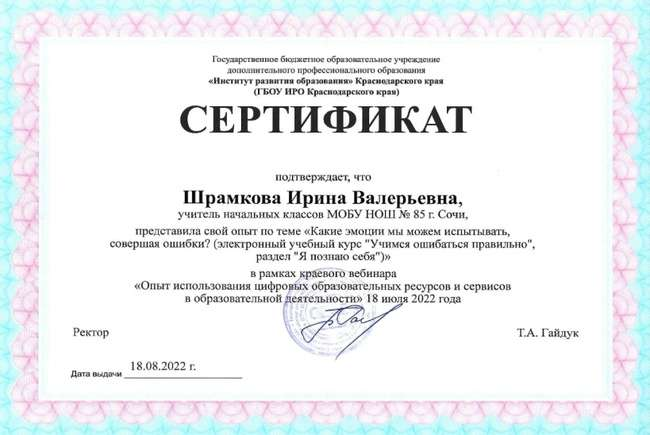 Государственное бюджетное образовательное учреждение
дополнительного профессионального образования
«Институт развития образования» Краснодарского края
(ГБОУ ИРО Краснодарского края)
СЕРТИФИКАТ
подтверждает, что
Шрамкова Ирина Валерьевна,
учитель начальных классов МОБУ НОШ № 85 г. Сочи,
представила свой опыт по теме «Какие эмоции мы можем испытывать,
совершая ошибки? (электронный учебный курс "Учимся ошибаться правильно",
раздел "Я познаю себя")»
в рамках краевого вебинара
«Опыт использования цифровых образовательных ресурсов и сервисов
в образовательной деятельности» 18 июля 2022 года
Ректор Т.А. Гайдук
Дата выдачи 18.08.2022 г.